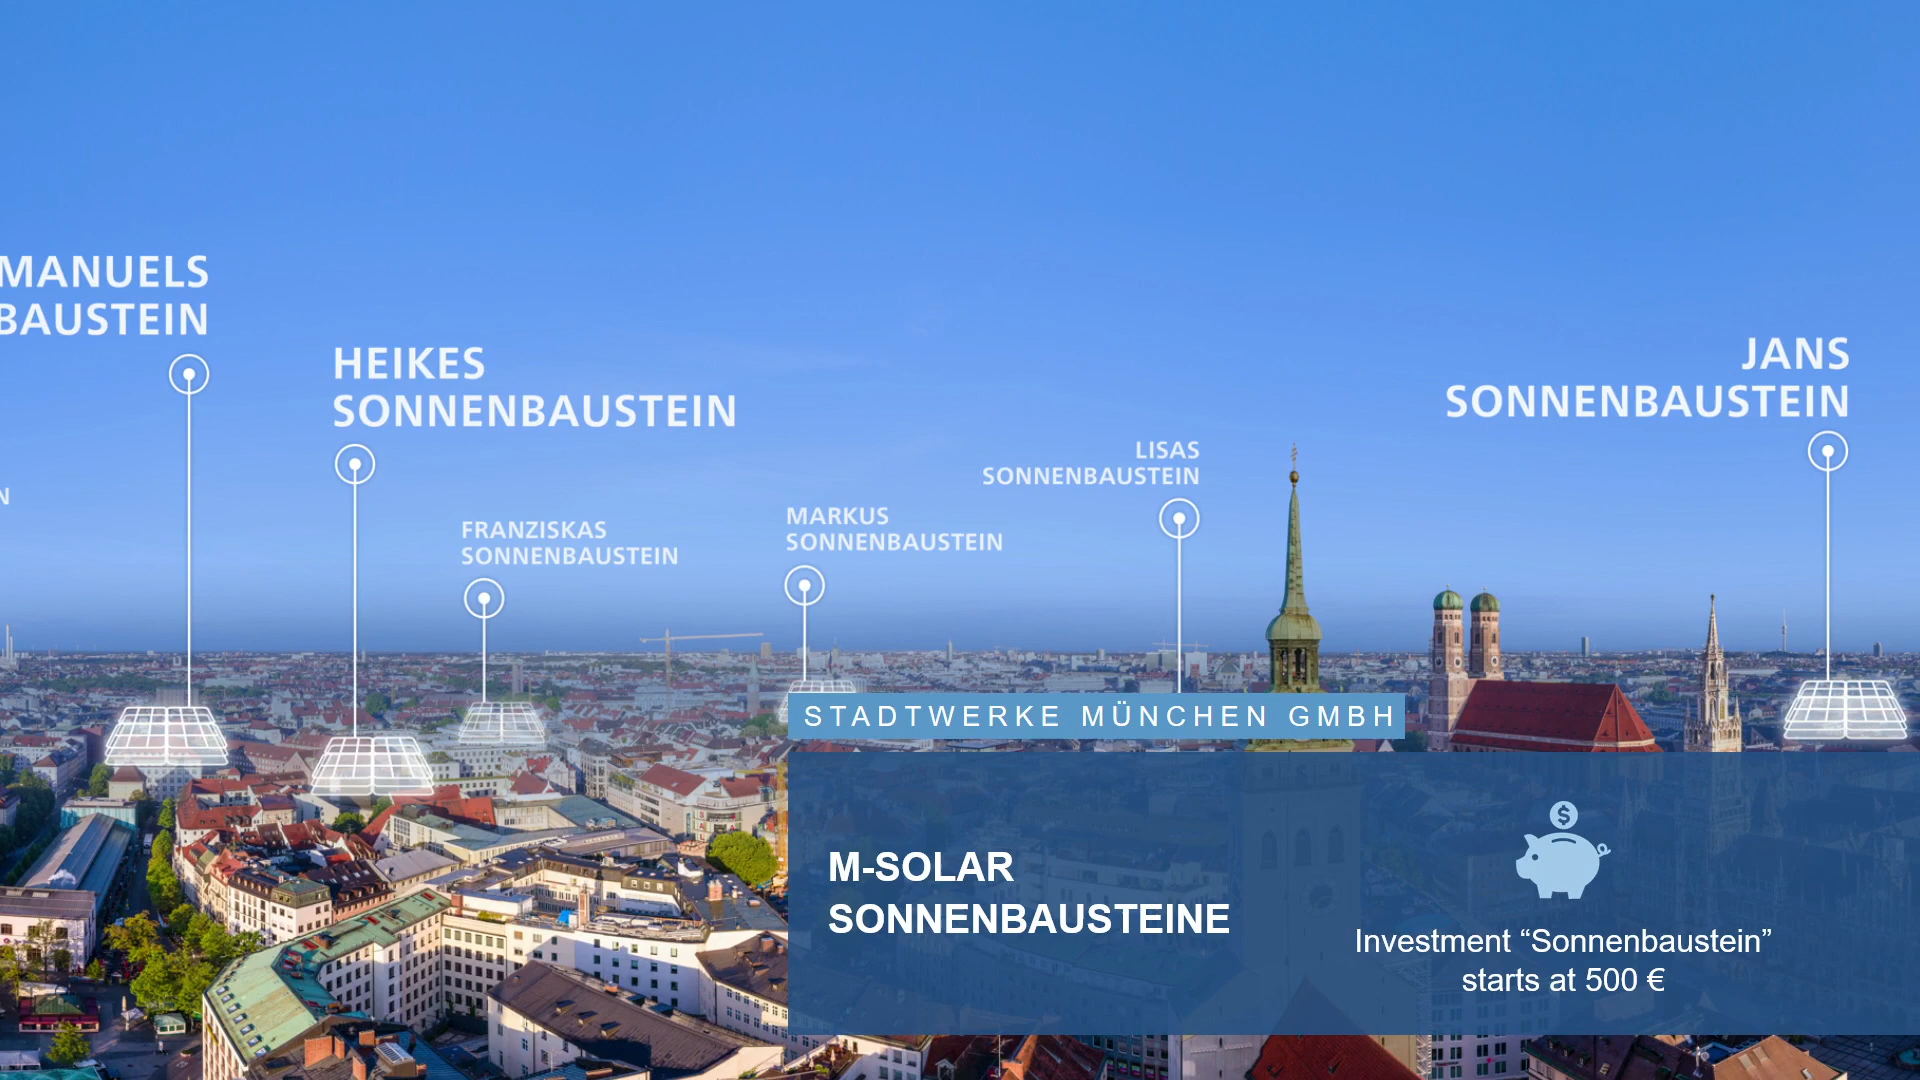 MANUELS
BAUSTEIN
HEIKES
SONNENBAUSTEIN
FRANZISKAS
SONNENBAUSTEIN
MARKUS
SONNENBAUSTEIN
LISAS
SONNENBAUSTEIN
JANS
SONNENBAUSTEIN
N
STADTWERKE MÜNCHEN GMBH
M-SOLAR
SONNENBAUSTEINE
$
Investment “Sonnenbaustein”
starts at 500 €